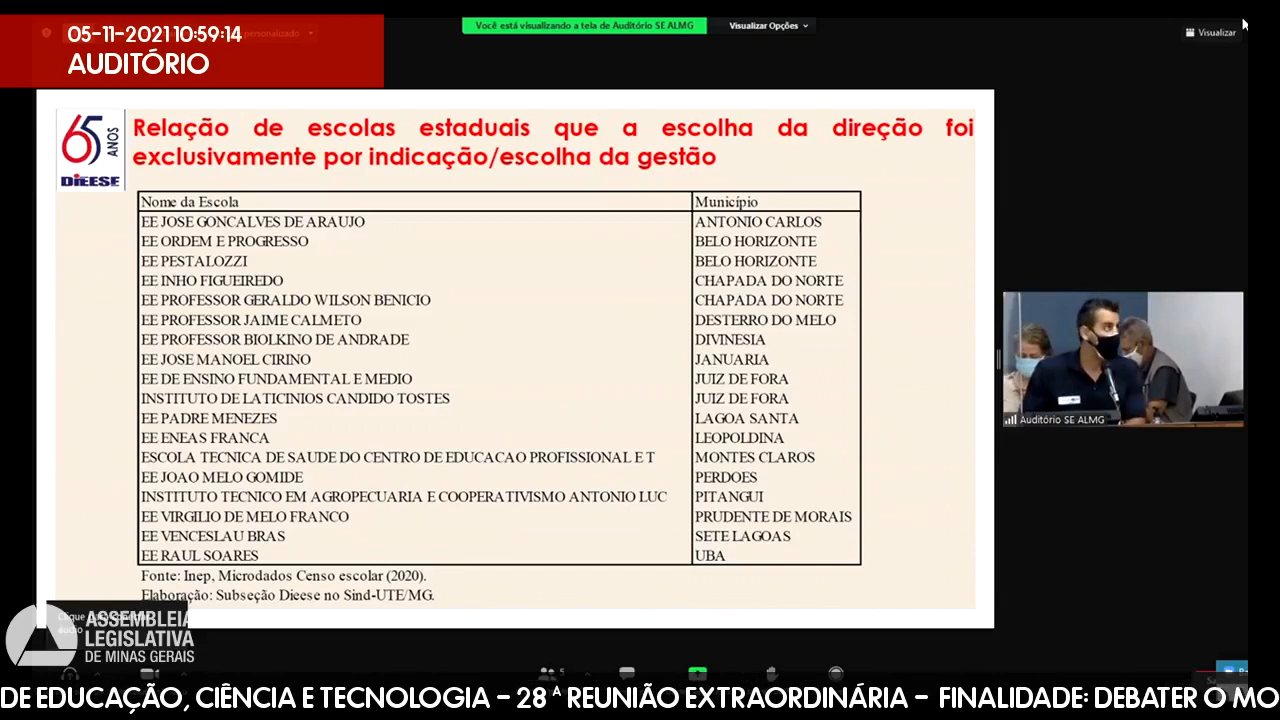 05-11-2021 10:59:14
AUDITÓRIO
Você está visualizando a tela de Auditório SE ALMG
Visualizar Opções
Visualizar
65 ANOS
DIEESE
Relação de escolas estaduais que a escolha da direção foi
exclusivamente por indicação/escolha da gestão
Nome da Escola Município
EE JOSE GONCALVES DE ARAUJO ANTONIO CARLOS
EE ORDEM E PROGRESSO BELO HORIZONTE
EE PESTALOZZI BELO HORIZONTE
EE INHO FIGUEIREDO CHAPADA DO NORTE
EE PROFESSOR GERALDO WILSON BENICIO CHAPADA DO NORTE
EE PROFESSOR JAIME CALMETO DESTERRO DO MELO
EE PROFESSOR BIOLKINO DE ANDRADE DIVINESIA
EE JOSE MANOEL CIRINO JANUARIA
EE DE ENSINO FUNDAMENTAL E MEDIO JUIZ DE FORA
INSTITUTO DE LATICINIOS CANDIDO TOSTES JUIZ DE FORA
EE PADRE MENEZES LAGOA SANTA
EE ENEAS FRANCA LEOPOLDINA
ESCOLA TECNICA DE SAUDE DO CENTRO DE EDUCACAO PROFISSIONAL E T MONTES CLAROS
EE JOAO MELO GOMIDE PERDOES
INSTITUTO TECNICO EM AGROPECUARIA E COOPERATIVISMO ANTONIO LUC PITANGUI
EE VIRGILIO DE MELO FRANCO PRUDENTE DE MORAIS
EE VENCESLAU BRAS SETE LAGOAS
EE RAUL SOARES UBA
Fonte: Inep, Microdados Censo escolar (2020).
Elaboração: Subseção Dieese no Sind-UTE/MG.
Auditório SE ALMG
ASSEMBLEIA
LEGISLATIVA
DE MINAS GERAIS
DE EDUCAÇÃO, CIÊNCIA E TECNOLOGIA – 28ª REUNIÃO EXTRAORDINÁRIA – FINALIDADE: DEBATER O MO